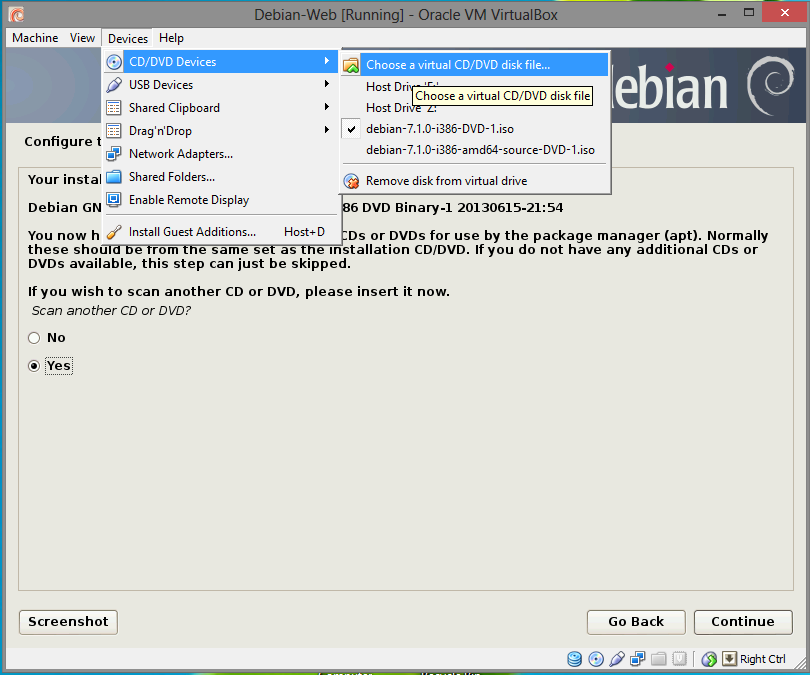 Debian-Web [Running] - Oracle VM VirtualBox
Machine View Devices Help
CD/DVD Devices
USB Devices
Shared Clipboard
Drag'n'Drop
Network Adapters...
Shared Folders...
Enable Remote Display
Install Guest Additions... Host+D
Choose a virtual CD/DVD disk file...
Host Drive
Choose a virtual CD/DVD disk file
Host Drive 'Z:'
debian-7.1.0-i386-DVD-1.iso
debian-7.1.0-i386-amd64-source-DVD-1.iso
Remove disk from virtual drive
ebian
Configure t
Your instal
Debian GN 86 DVD Binary-1 20130615-21:54
You now h CDs or DVDs for use by the package manager (apt). Normally
these should be from the same set as the installation CD/DVD. If you do not have any additional CDs or
DVDs available, this step can just be skipped.
If you wish to scan another CD or DVD, please insert it now.
Scan another CD or DVD?
No
Yes
Screenshot
Go Back
Continue
Right Ctrl